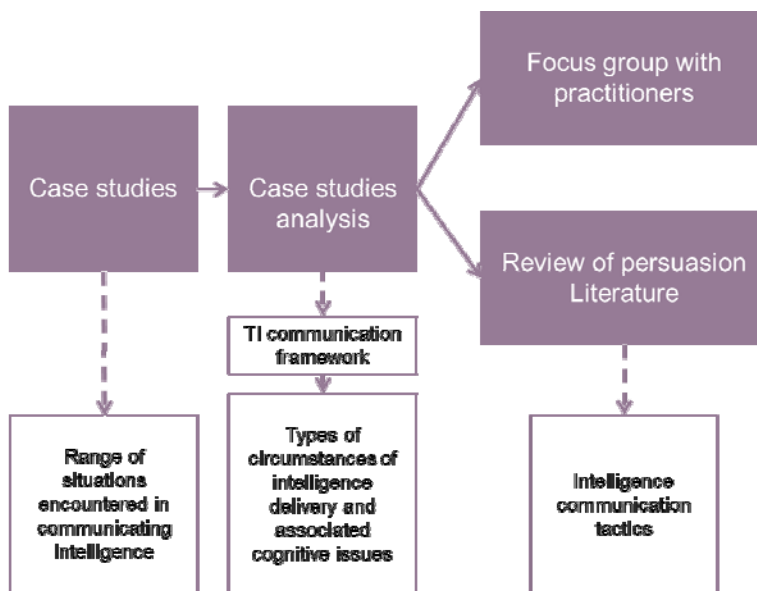 Focus group with
practitioners
Case studies
Case studies
analysis
Review of persuasion
Literature
TI communication
framework
Range of
situations
encountered in
communicating
Intelligence
Types of
circumstances of
intelligence
delivery and
associated
cognitive issues
Intelligence
communication
tactics